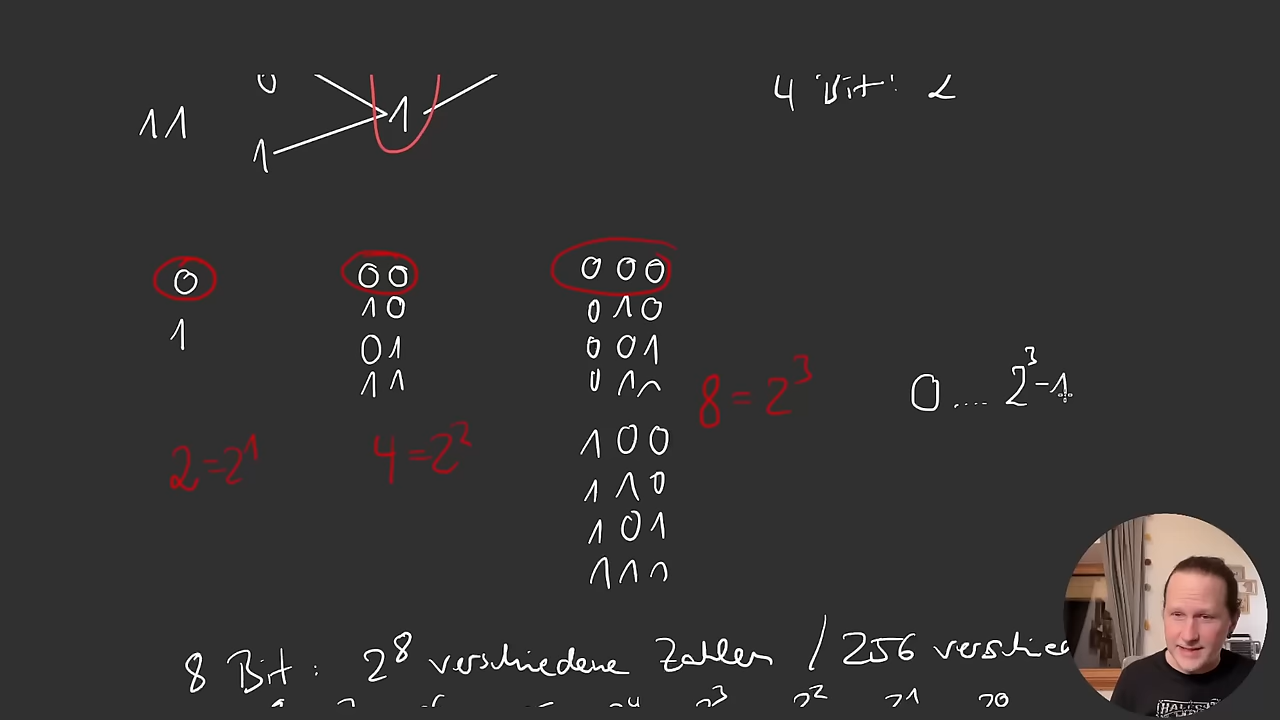 0
4 Bit: 2
11
1
1
0 00 000
10 010
1 01 001
11 011
8 = 2³
0 .... 2³-1
2=2¹ 4=2²
100
110
101
111
8 Bit: 2⁸ verschiedene Zahlen / 256
2³ 2² 2¹ 2⁰